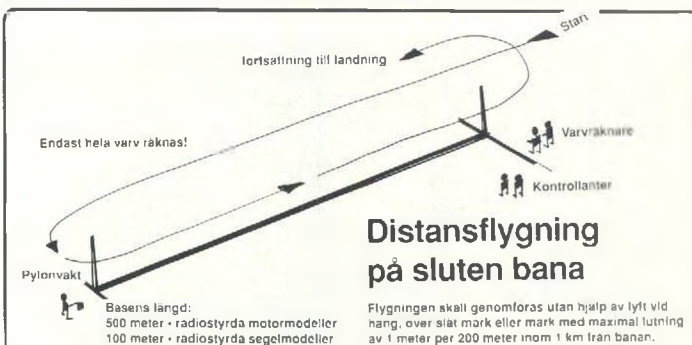 Start
fortsättning till landning
Endast hela varv räknas!
Varvräknare
Kontrollanter
Distansflygning
på sluten bana
Pylonvakt
Basens längd:
500 meter • radiostyrda motormodeller
100 meter • radiostyrda segelmodeller
Flygningen skall genomföras utan hjälp av lyft vid
hang, över slät mark eller mark med maximal lutning
av 1 meter per 200 meter inom 1 km från banan.